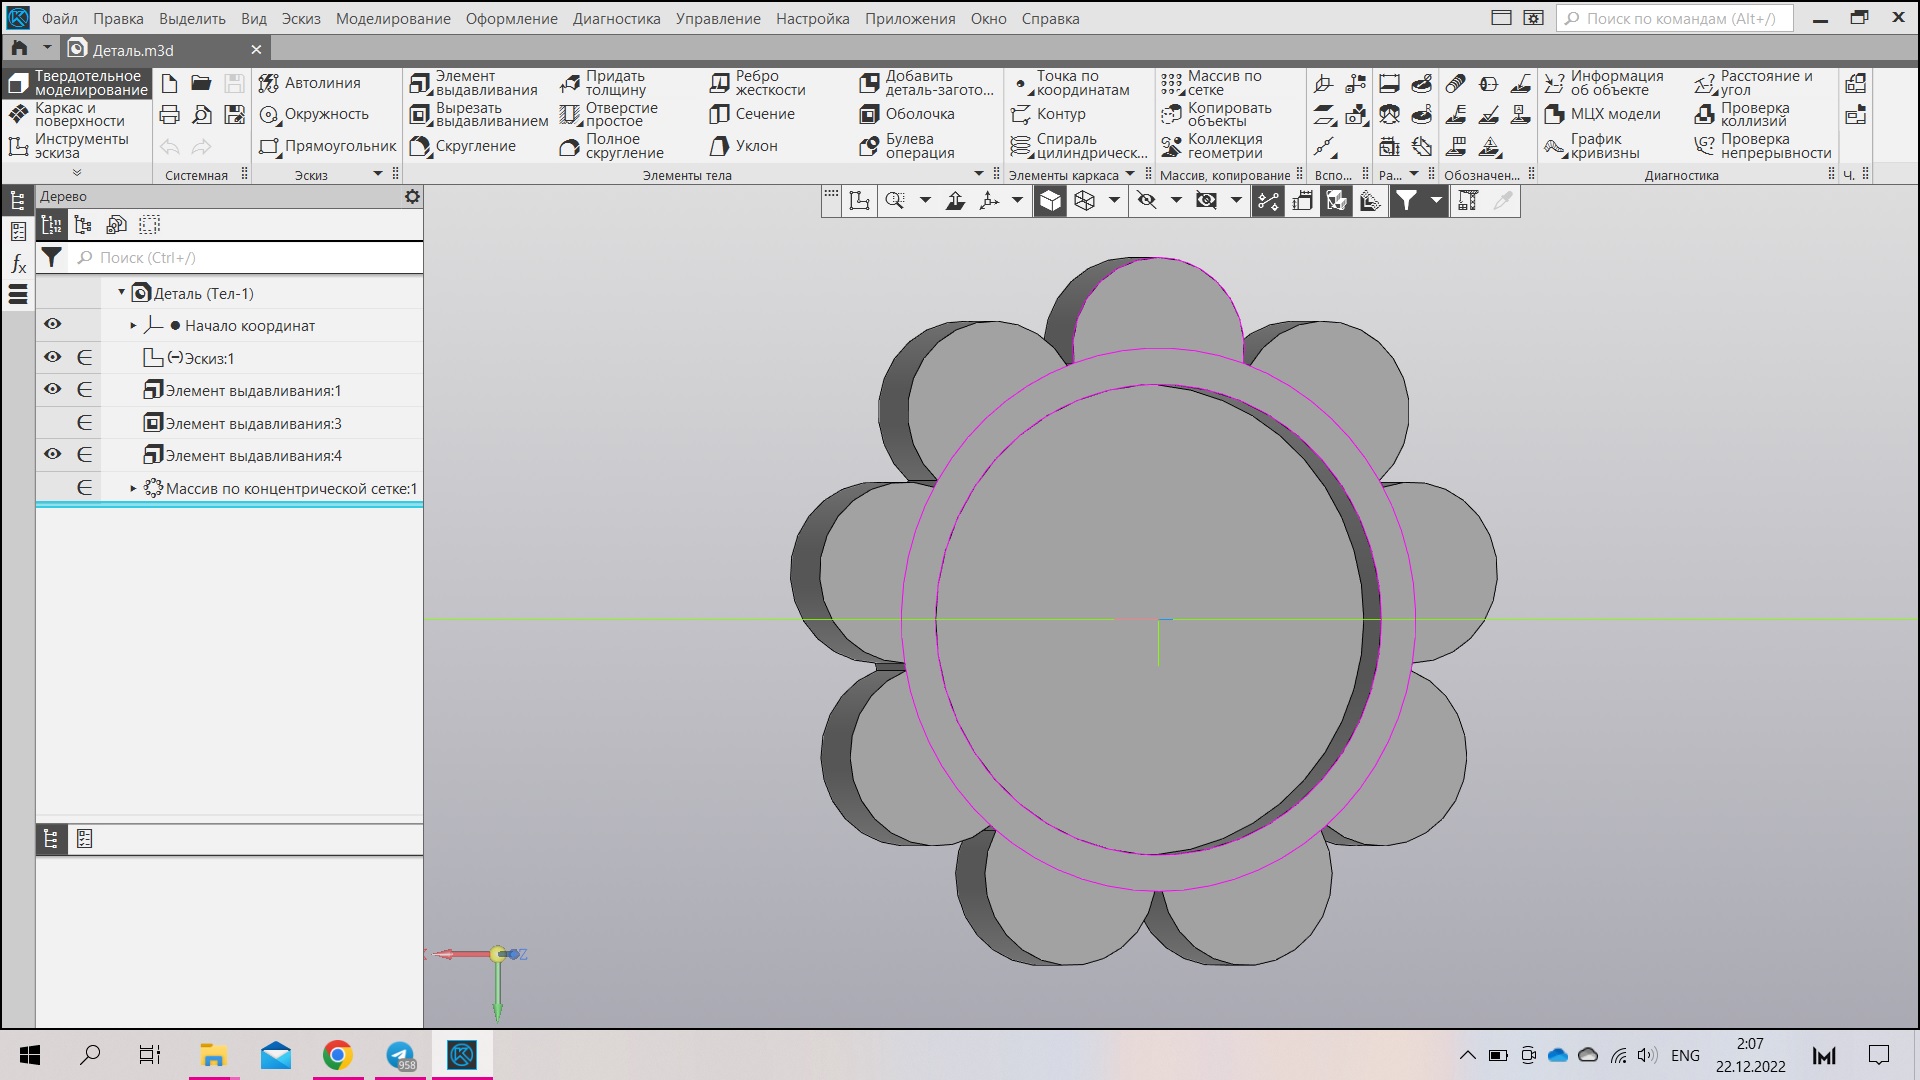 Файл Правка Выделить Вид Эскиз Моделирование Оформление Диагностика Управление Настройка Приложения Окно Справка Поиск по командам (Alt+/)
Деталь.m3d
Твердотельное моделирование
Каркас и поверхности
Инструменты эскиза
Системная
Автолиния
Окружность
Прямоугольник
Эскиз
Элемент выдавливания
Вырезать выдавливанием
Скругление
Придать толщину
Отверстие простое
Полное скругление
Ребро жесткости
Сечение
Уклон
Добавить деталь-загото...
Оболочка
Булева операция
Элементы тела
Точка по координатам
Контур
Спираль цилиндрическ...
Элементы каркаса
Массив по сетке
Копировать объекты
Коллекция геометрии
Массив, копирование
Вспо...
Ра...
Обозначен...
Информация об объекте
МЦХ модели
График кривизны
Расстояние и угол
Проверка коллизий
Проверка непрерывности
Диагностика
Ч.
Дерево
Поиск (Ctrl+/)
Деталь (Тел-1)
Начало координат
(−)Эскиз:1
Элемент выдавливания:1
Элемент выдавливания:3
Элемент выдавливания:4
Массив по концентрической сетке:1
X Z
958
ENG
2:07
22.12.2022